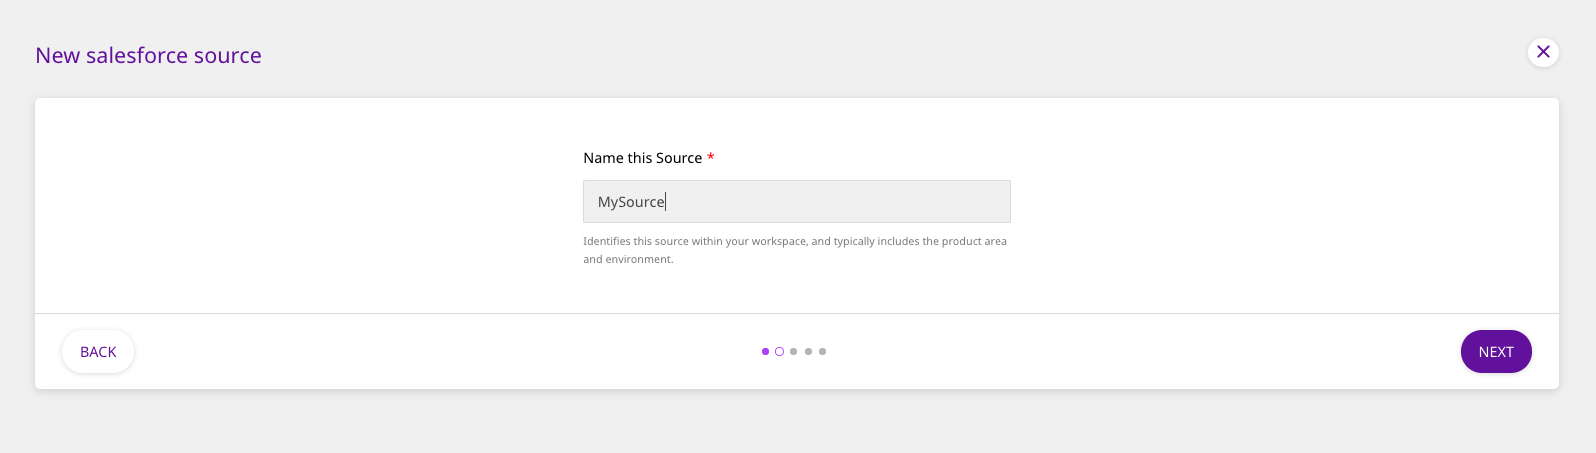 New salesforce source
Name this Source *
MySource
Identifies this source within your workspace, and typically includes the product area
and environment.
BACK
NEXT